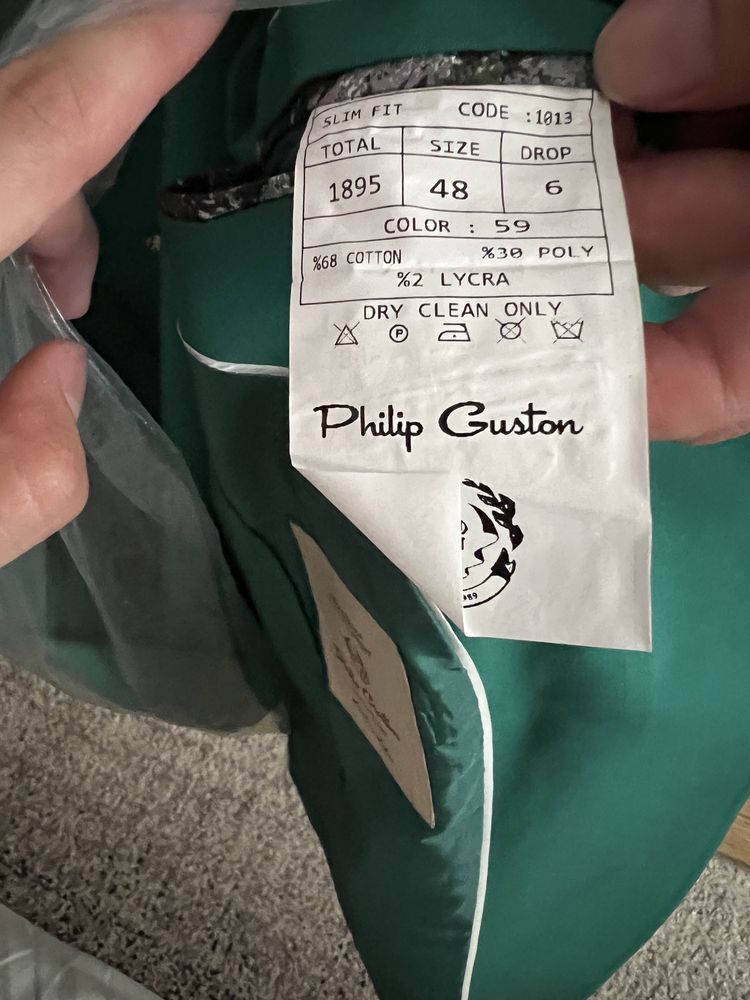 SLIM FIT CODE :1013
TOTAL SIZE DROP
1895 48 6
COLOR : 59
%68 COTTON %30 POLY
%2 LYCRA
DRY CLEAN ONLY
P
Philip Guston